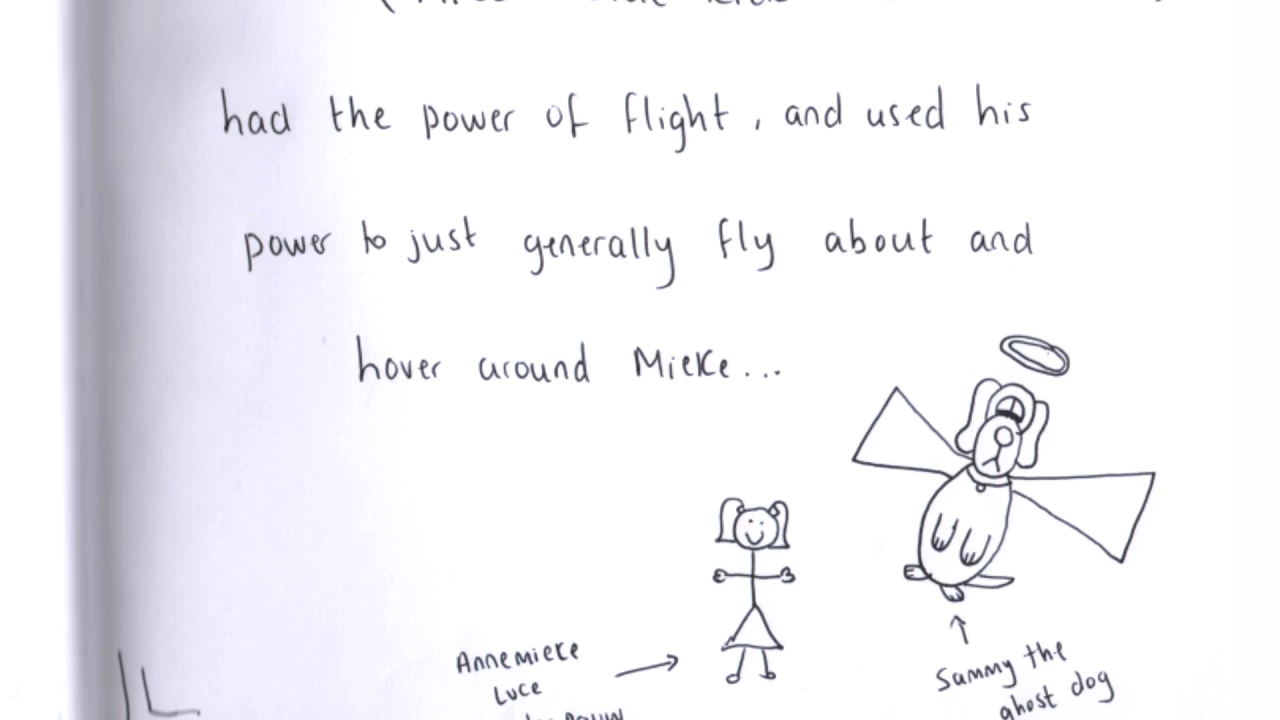 had the power of flight, and used his
power to just generally fly about and
hover around Mieke...
Annemieke
Luce
Sammy the
ghost dog